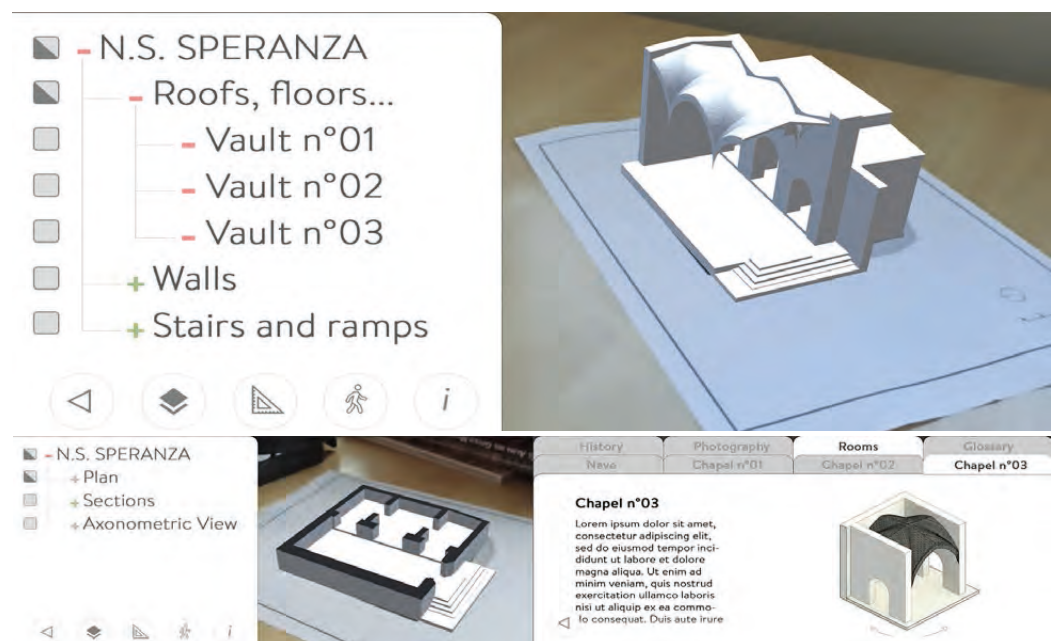 N.S. SPERANZA
Roofs, floors...
Vault n°01
Vault n°02
Vault n°03
Walls
Stairs and ramps
i
N.S. SPERANZA
Plan
Sections
Axonometric View
i
History
Photography
Rooms
Glossary
Nave
Chapel n°01
Chapel n°02
Chapel n°03
Chapel n°03
Lorem ipsum dolor sit amet,
consectetur adipiscing elit,
sed do eiusmod tempor inci-
didunt ut labore et dolore
magna aliqua. Ut enim ad
minim veniam, quis nostrud
exercitation ullamco laboris
nisi ut aliquip ex ea commo-
lo consequat. Duis aute irure